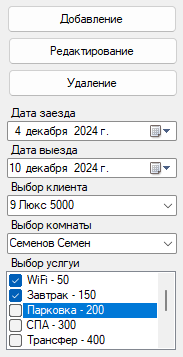 Добавление
Редактирование
Удаление
Дата заезда
4 декабря 2024 г.
Дата выезда
10 декабря 2024 г.
Выбор клиента
9 Люкс 5000
Выбор комнаты
Семенов Семен
Выбор услгуи
WiFi - 50
Завтрак - 150
Парковка - 200
СПА - 300
Трансфер - 400